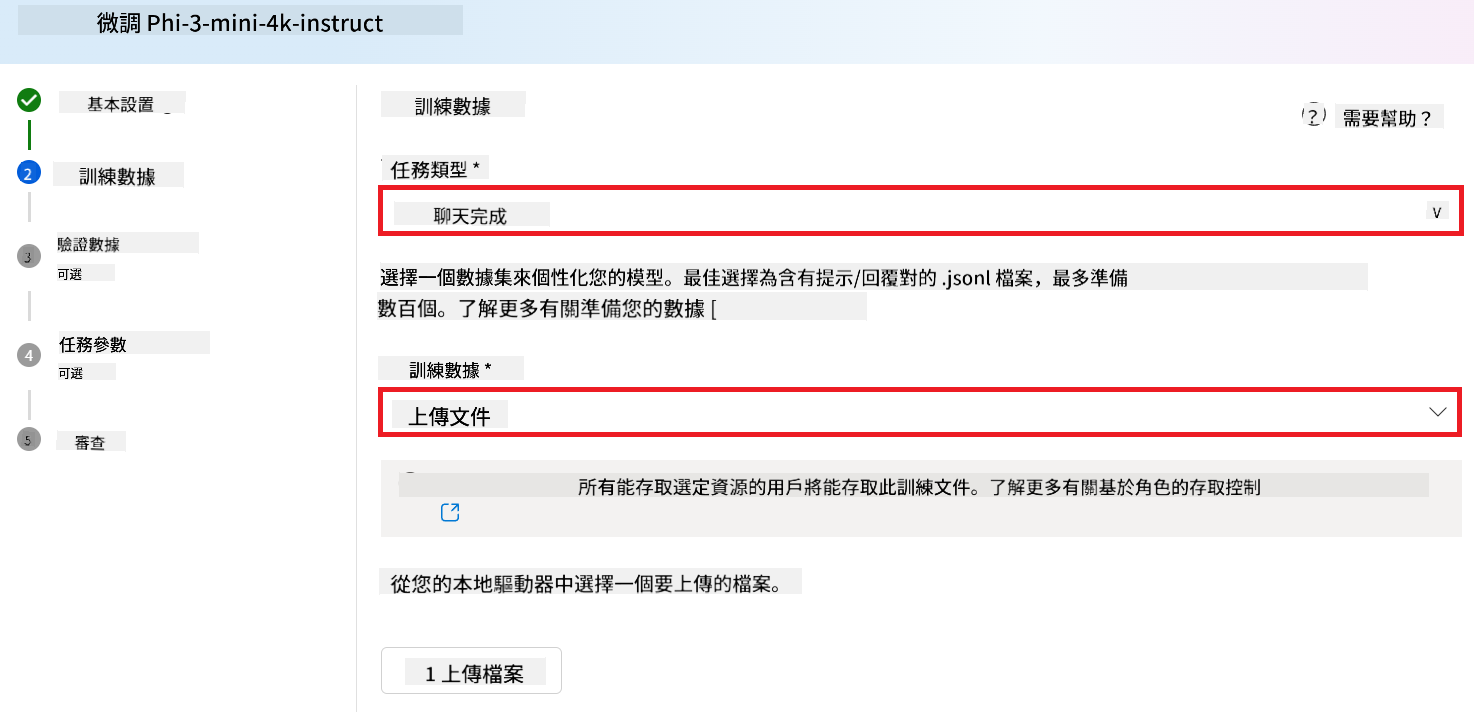 微調 Phi-3-mini-4k-instruct
基本設置
2
訓練數據
3
驗證數據
可選
4
任務參數
可選
5
審查
訓練數據
? 需要幫助？
任務類型 *
聊天完成
V
選擇一個數據集來個性化您的模型。最佳選擇為含有提示/回覆對的 .jsonl 檔案，最多準備
數百個。了解更多有關準備您的數據 [
訓練數據 *
上傳文件
所有能存取選定資源的用戶將能存取此訓練文件。了解更多有關基於角色的存取控制
從您的本地驅動器中選擇一個要上傳的檔案。
1 上傳檔案